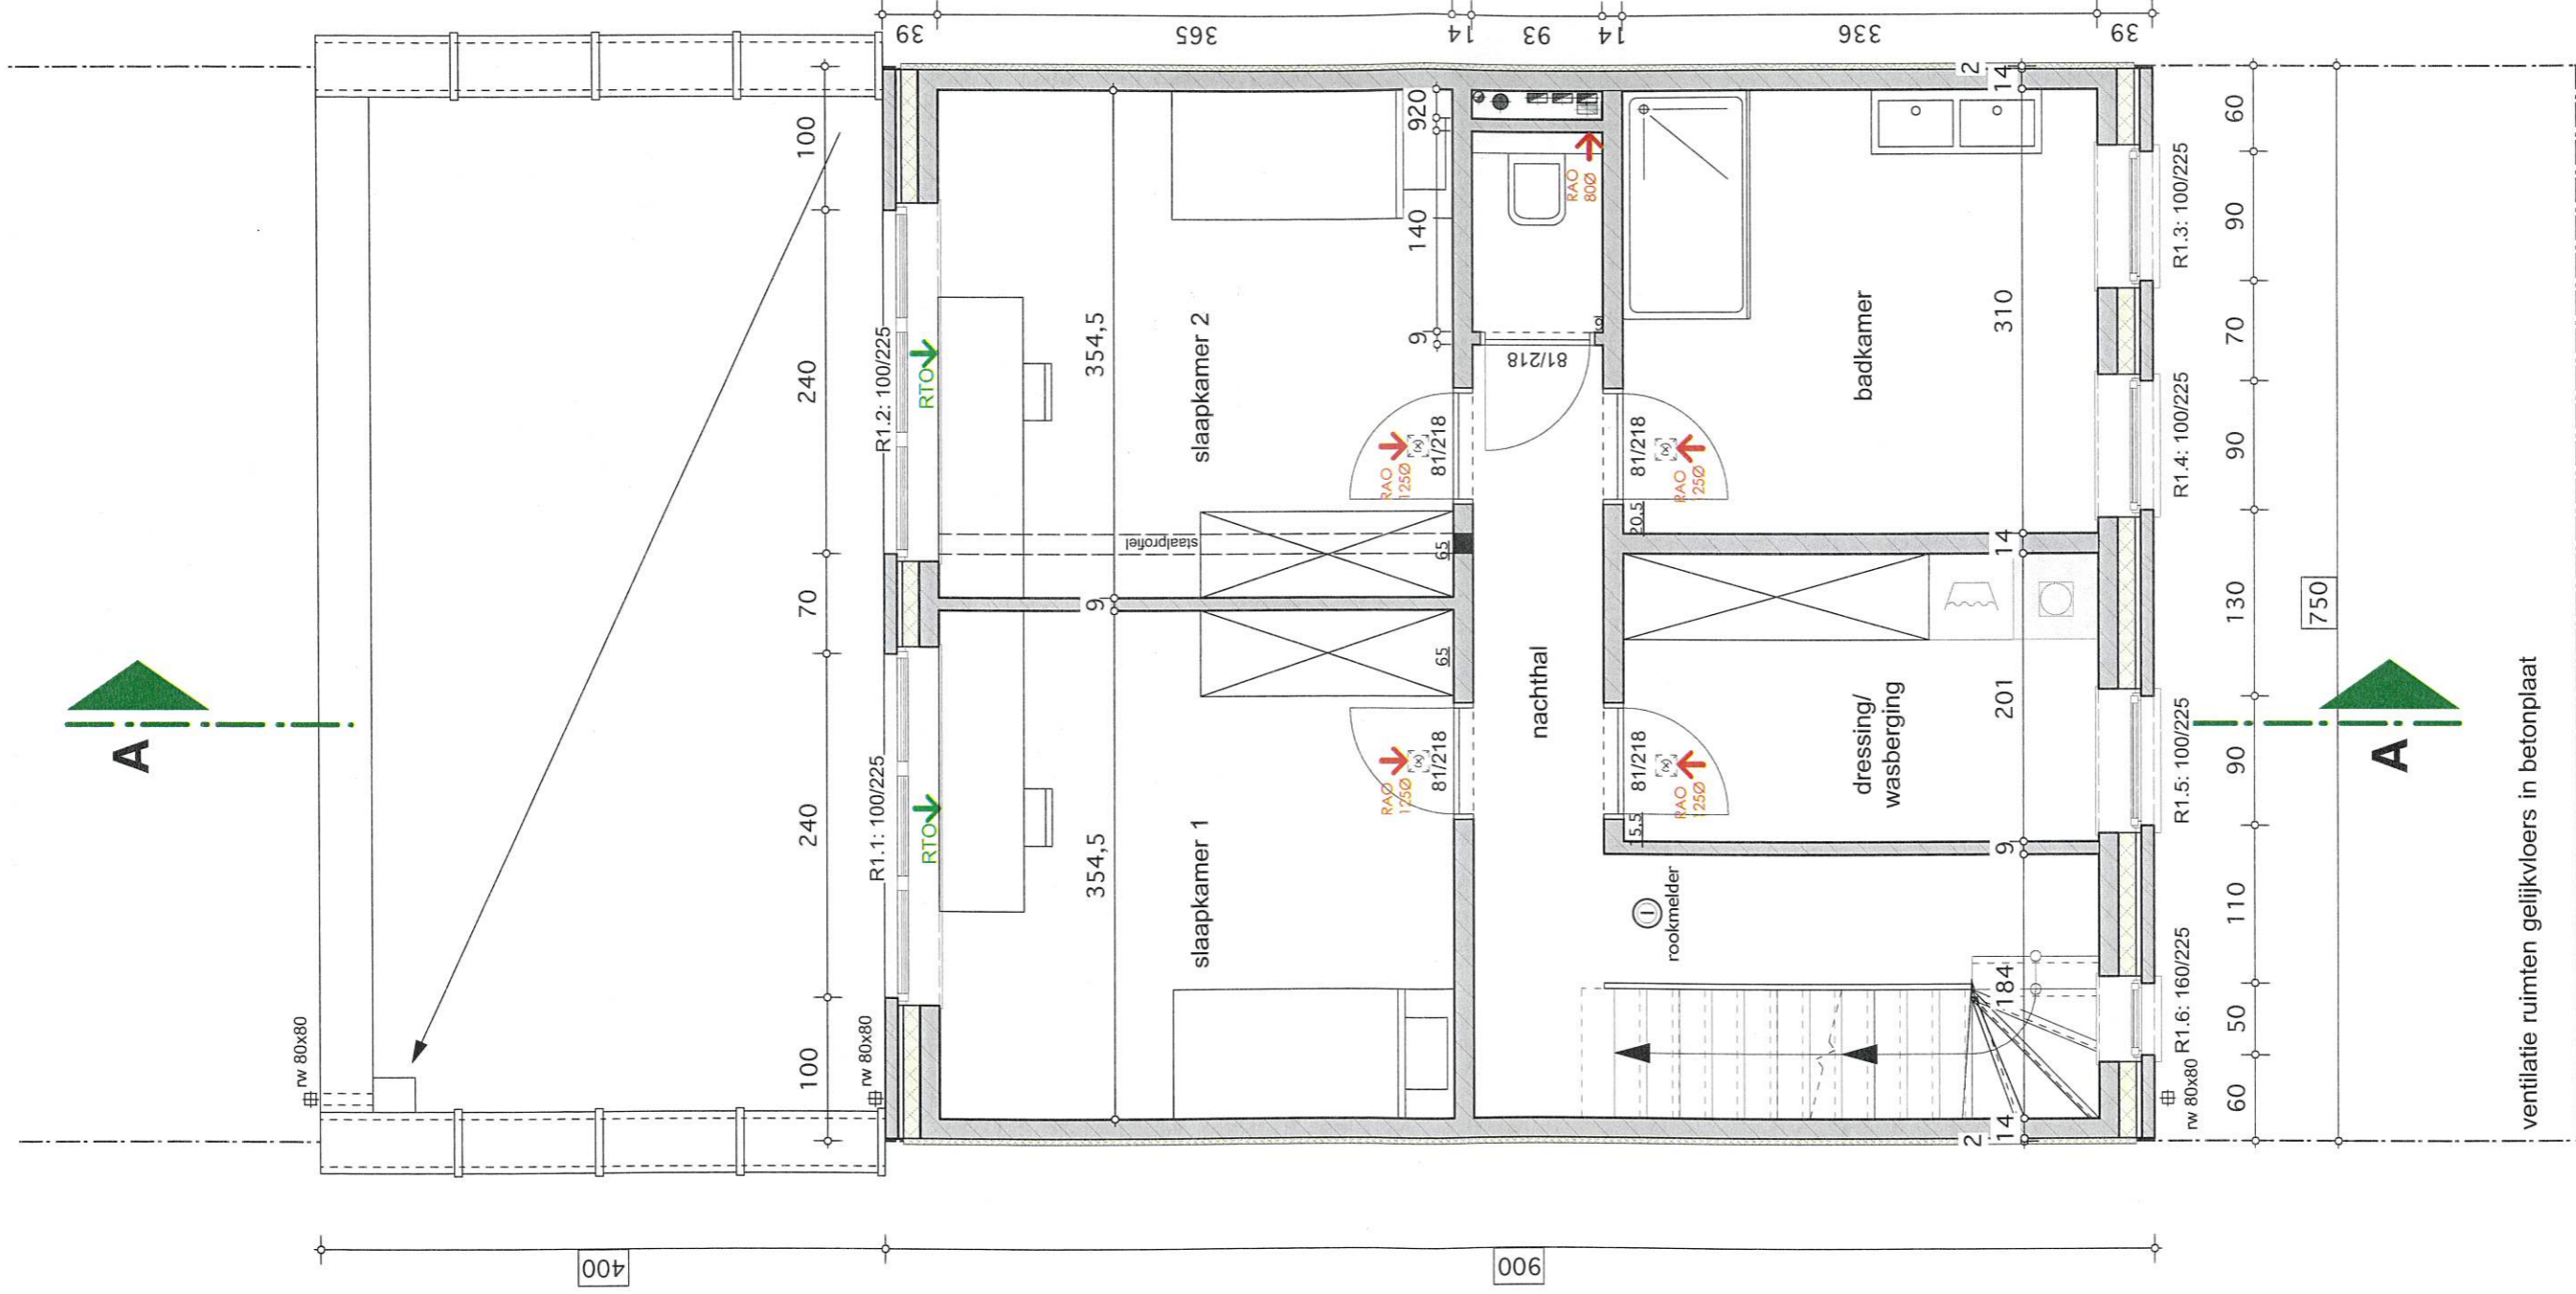 A
A
400
900
rw 80x80
rw 80x80
rw 80x80
100
240
70
240
100
R1.1: 100/225
R1.2: 100/225
RTO
RTO
39
365
14
93
14
336
39
354,5
9
354,5
slaapkamer 1
slaapkamer 2
staalprofiel
65
65
RAO
125Ø
81/218
RAO
125Ø
81/218
9
140
9
20
RAO
80Ø
81/218
9
nachthal
81/218
RAO
125Ø
5,5
81/218
RAO
125Ø
20,5
rookmelder
dressing/
wasberging
badkamer
2
14
184
9
201
14
310
14
2
R1.6: 160/225
R1.5: 100/225
R1.4: 100/225
R1.3: 100/225
60
50
110
90
130
90
70
90
60
750
ventilatie ruimten gelijkvloers in betonplaat